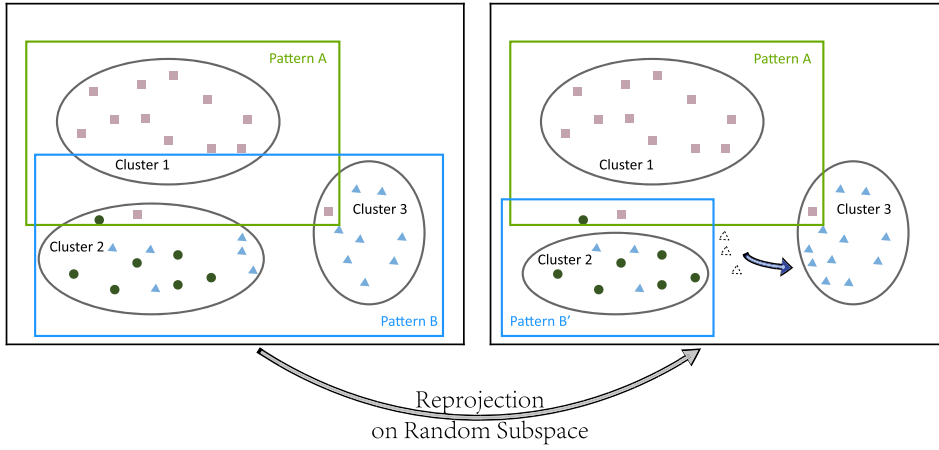 Pattern A
Cluster 1
Cluster 3
Cluster 2
Pattern B
Pattern A
Cluster 1
Cluster 3
Cluster 2
Pattern B’
Reprojection
on Random Subspace